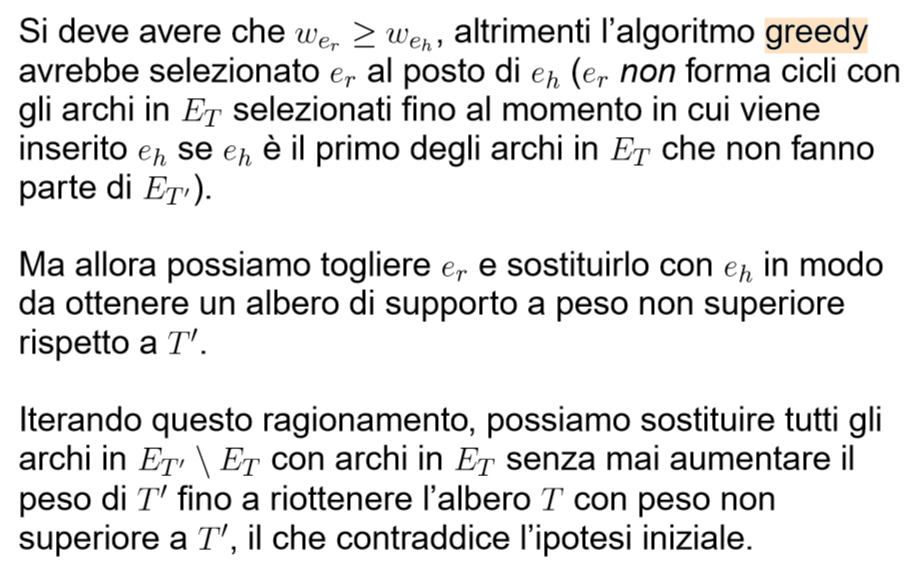 Si deve avere che $w_{e_r} \geq w_{e_h}$, altrimenti l'algoritmo greedy
avrebbe selezionato $e_r$ al posto di $e_h$ ($e_r$ non forma cicli con
gli archi in $E_T$ selezionati fino al momento in cui viene
inserito $e_h$ se $e_h$ è il primo degli archi in $E_T$ che non fanno
parte di $E_{T'}$).
Ma allora possiamo togliere $e_r$ e sostituirlo con $e_h$ in modo
da ottenere un albero di supporto a peso non superiore
rispetto a $T'$.
Iterando questo ragionamento, possiamo sostituire tutti gli
archi in $E_{T'} \setminus E_T$ con archi in $E_T$ senza mai aumentare il
peso di $T'$ fino a riottenere l'albero $T$ con peso non
superiore a $T'$, il che contraddice l'ipotesi iniziale.